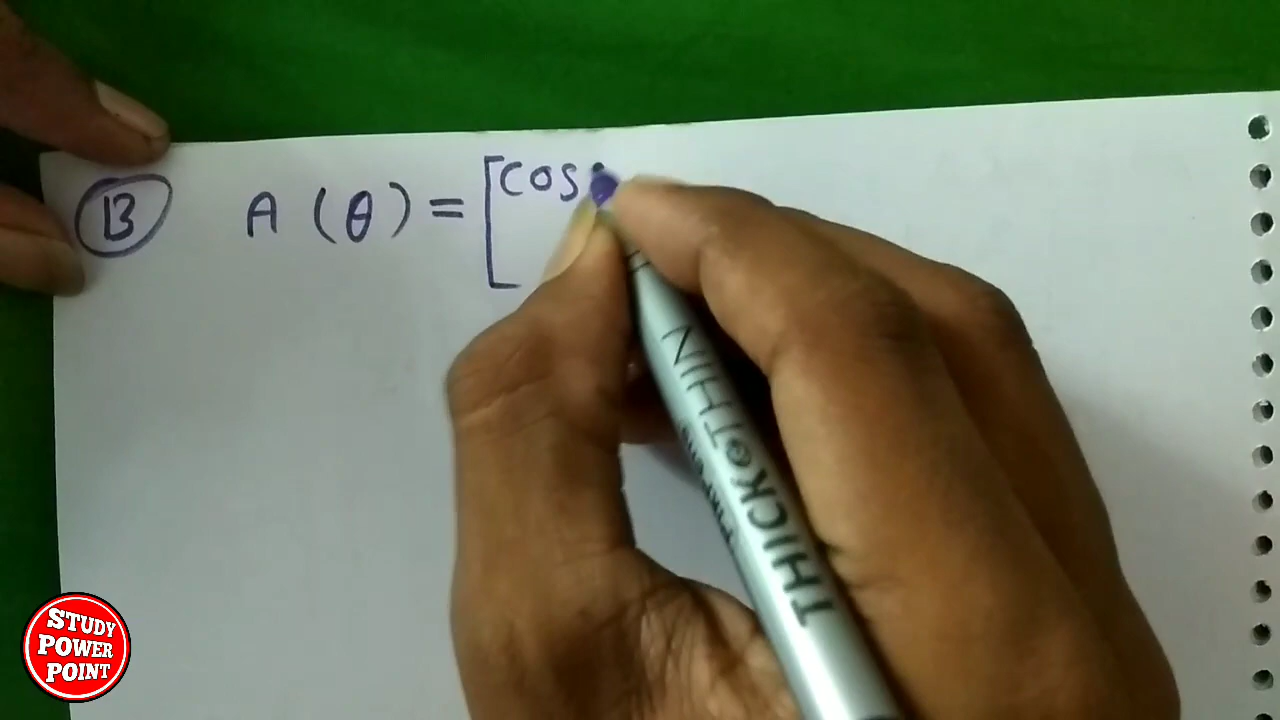 13 A (θ) = [cos
THICK@THIN
STUDY
POWER
POINT